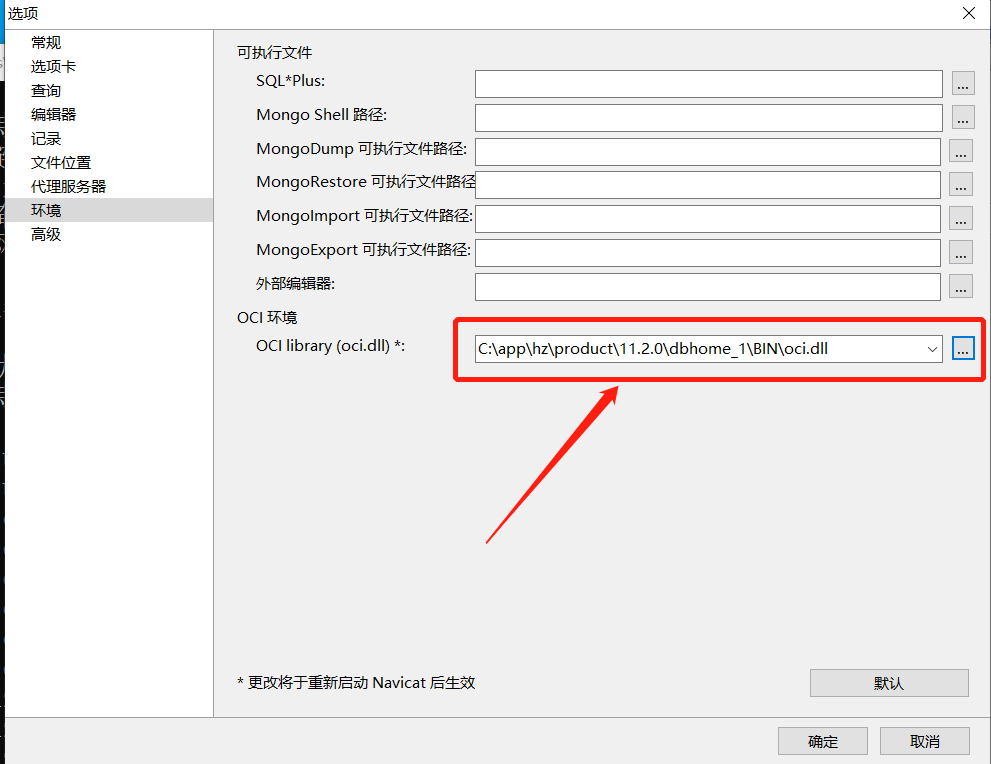 选项
常规
选项卡
查询
编辑器
记录
文件位置
代理服务器
环境
高级
可执行文件
SQL*Plus:
...
Mongo Shell 路径:
...
MongoDump 可执行文件路径:
...
MongoRestore 可执行文件路径
...
MongoImport 可执行文件路径:
...
MongoExport 可执行文件路径:
...
外部编辑器:
...
OCI 环境
OCI library (oci.dll) *:
C:\app\hz\product\11.2.0\dbhome_1\BIN\oci.dll
...
* 更改将于重新启动 Navicat 后生效
默认
确定
取消